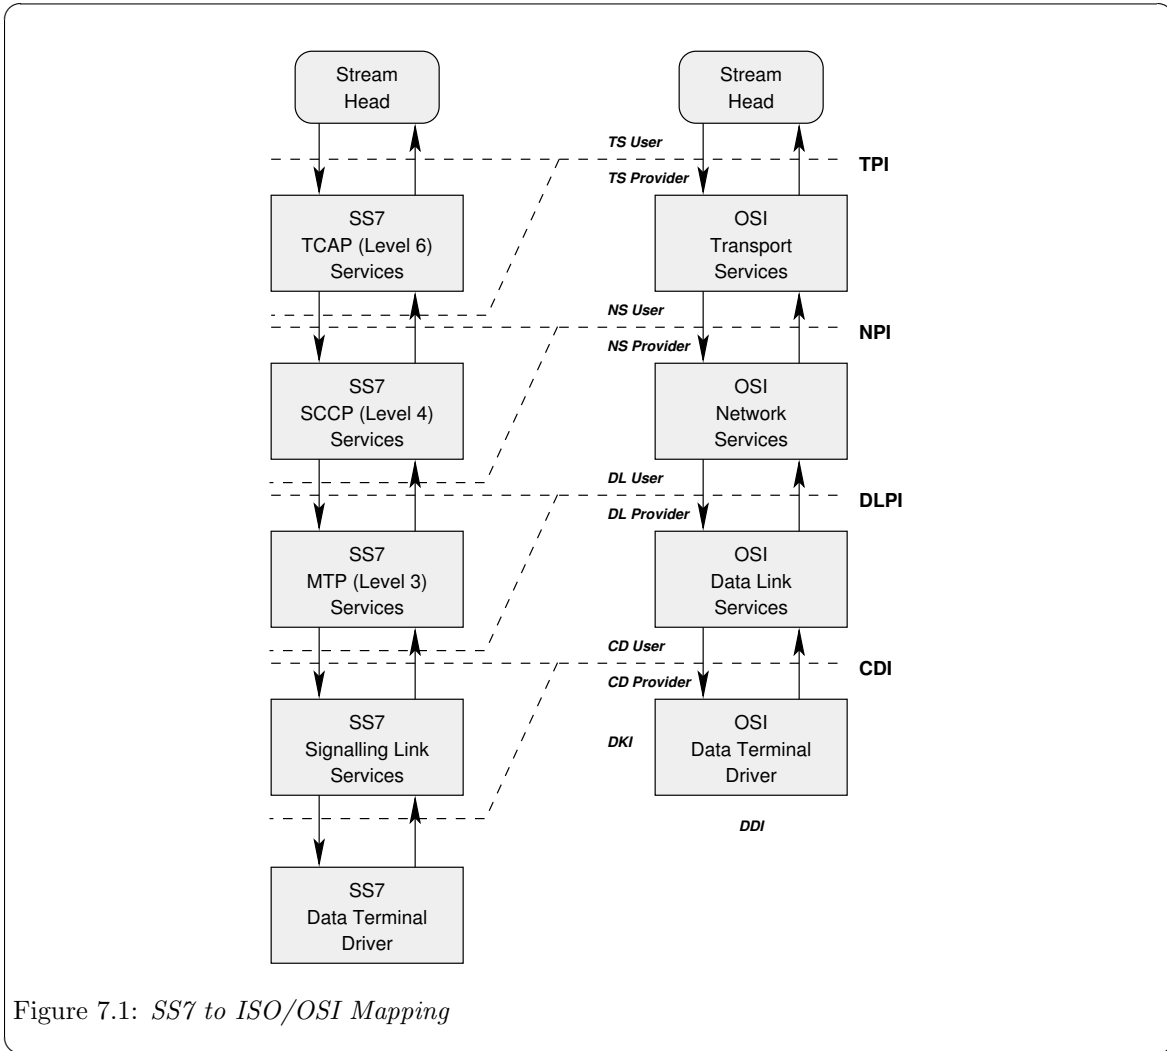 Stream
Head
Stream
Head
TS User
TPI
TS Provider
SS7
TCAP (Level 6)
Services
OSI
Transport
Services
NS User
NPI
NS Provider
SS7
SCCP (Level 4)
Services
OSI
Network
Services
DL User
DLPI
DL Provider
SS7
MTP (Level 3)
Services
OSI
Data Link
Services
CD User
CDI
CD Provider
SS7
Signalling Link
Services
DKI
OSI
Data Terminal
Driver
DDI
SS7
Data Terminal
Driver
Figure 7.1: SS7 to ISO/OSI Mapping